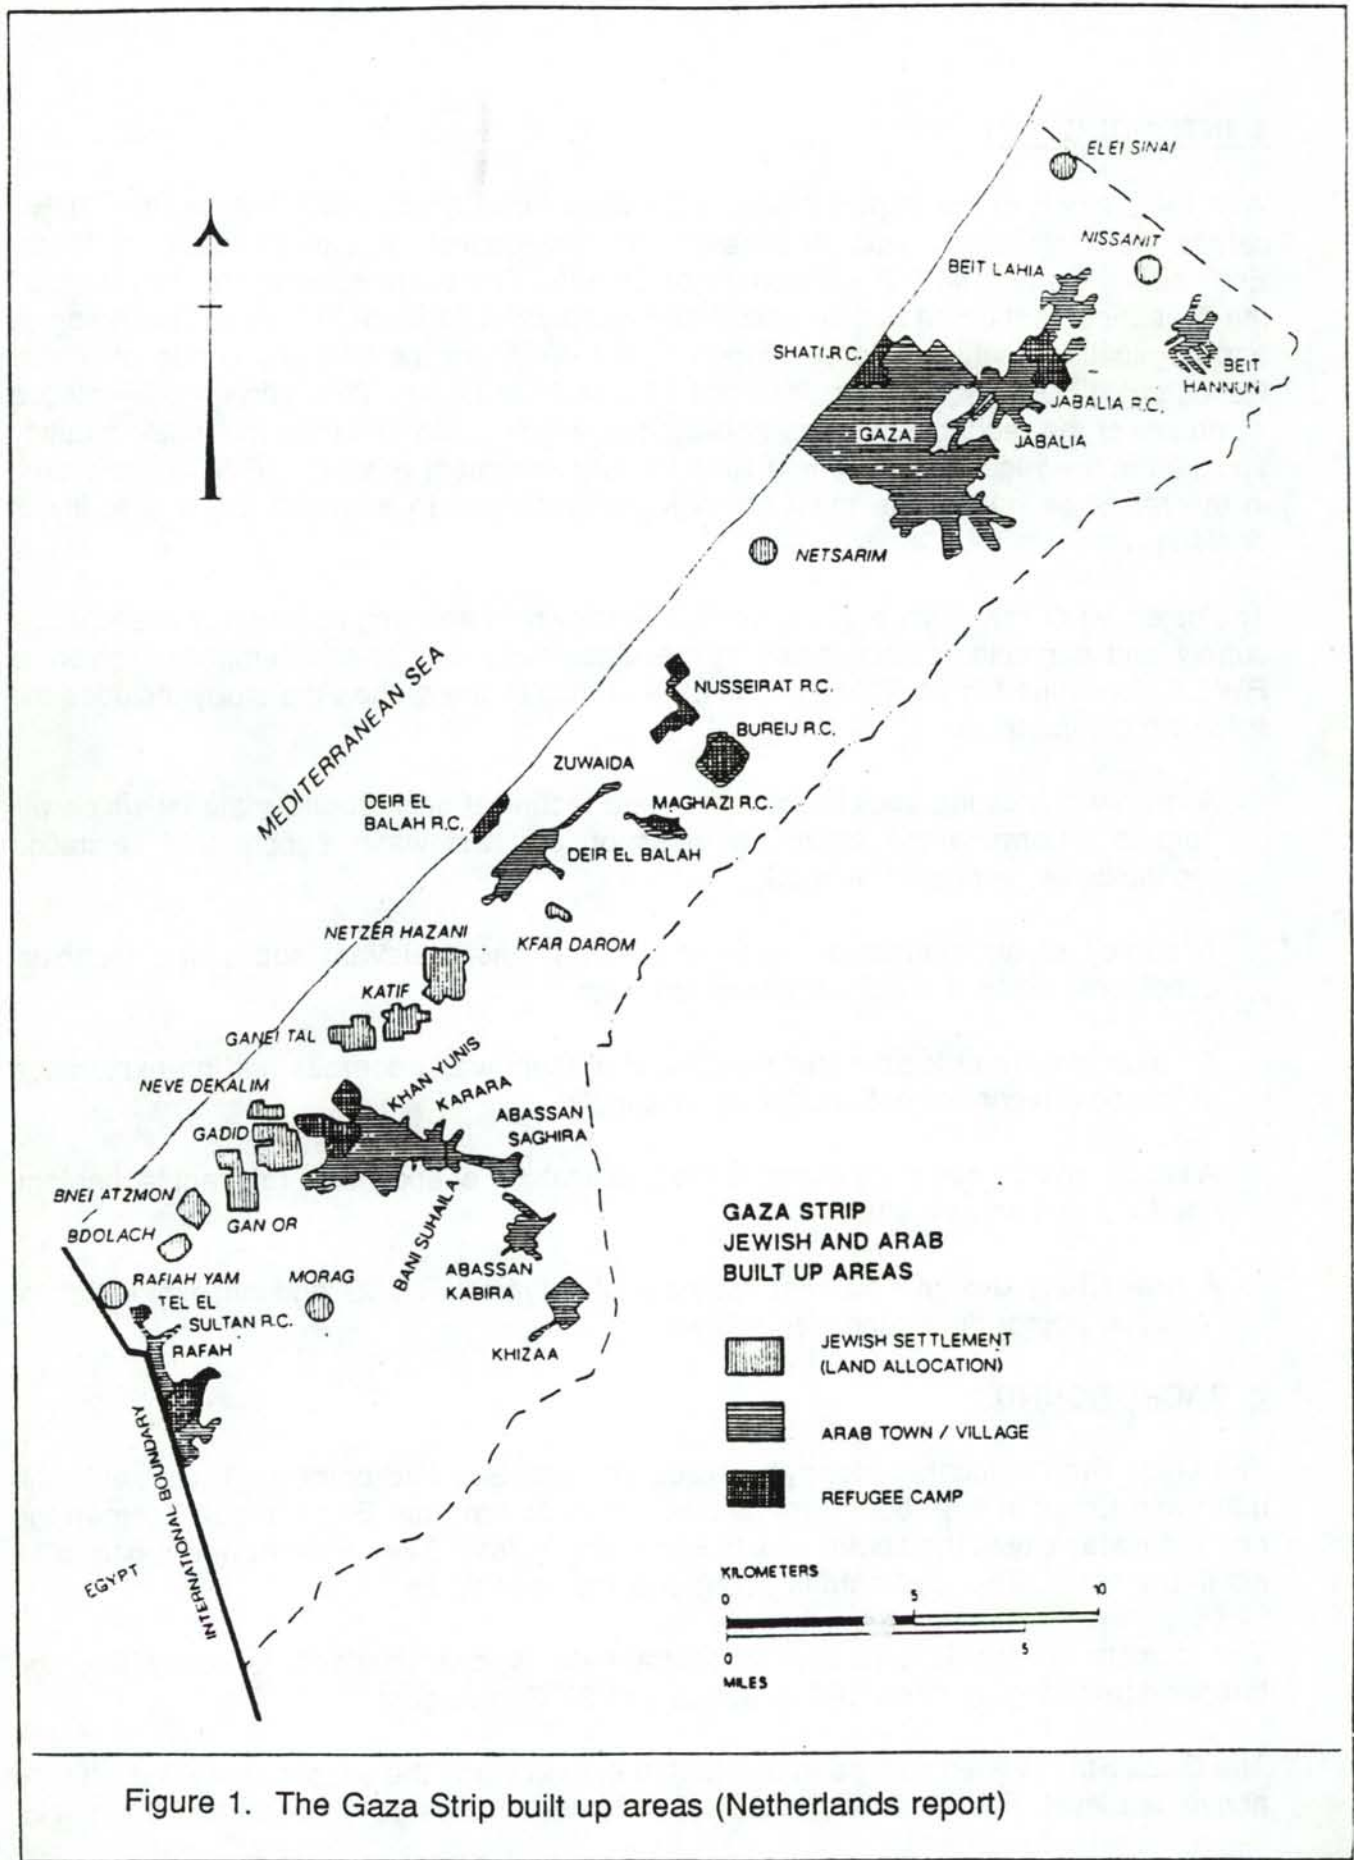 ELEI SINAI
NISSANIT
BEIT LAHIA
SHATI R.C.
BEIT
HANNUN
JABALIA R.C.
GAZA
JABALIA
NETSARIM
MEDITERRANEAN SEA
NUSSEIRAT R.C.
BUREIJ R.C.
ZUWAIDA
DEIR EL
BALAH R.C.
MAGHAZI R.C.
DEIR EL BALAH
NETZER HAZANI
KFAR DAROM
KATIF
GANEI TAL
KHAN YUNIS
NEVE DEKALIM
KARARA
ABASSAN
SAGHIRA
GADID
BNEI ATZMON
GAN OR
BDOLACH
BANI SUHAILA
RAFIAH YAM
MORAG
ABASSAN
KABIRA
TEL EL
SULTAN R.C.
RAFAH
KHIZAA
INTERNATIONAL BOUNDARY
EGYPT
GAZA STRIP
JEWISH AND ARAB
BUILT UP AREAS
JEWISH SETTLEMENT
(LAND ALLOCATION)
ARAB TOWN / VILLAGE
REFUGEE CAMP
KILOMETERS
0 5 10
0 5
MILES
Figure 1. The Gaza Strip built up areas (Netherlands report)